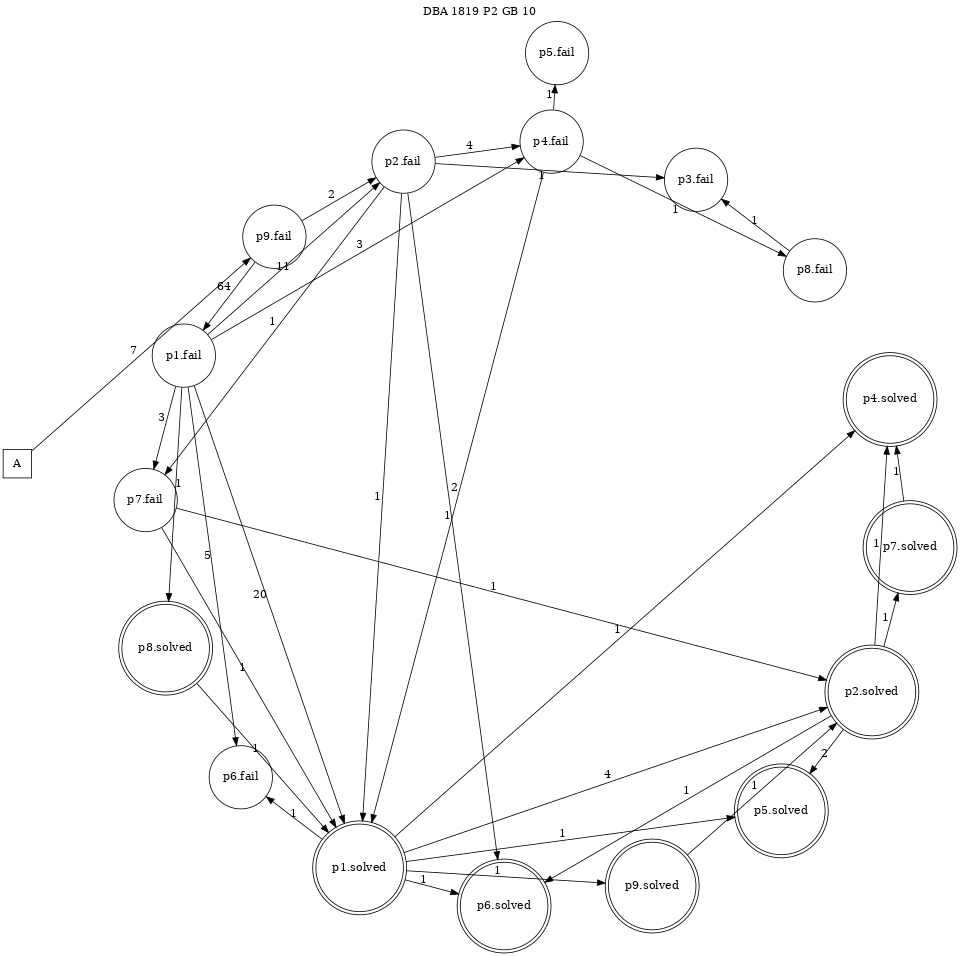 DBA 1819 P2 GB 10
p5.fail
1
p4.fail
4
p2.fail
1
p3.fail
2
1
1
p9.fail
3
11
p8.fail
64
1
7
p1.fail
p4.solved
3
A
1
1
p7.fail
1
2
1
1
p7.solved
5
1
20
1
1
1
p8.solved
1
p2.solved
1
4
2
p6.fail
1
1
p5.solved
1
1
p1.solved
1
1
p9.solved
p6.solved